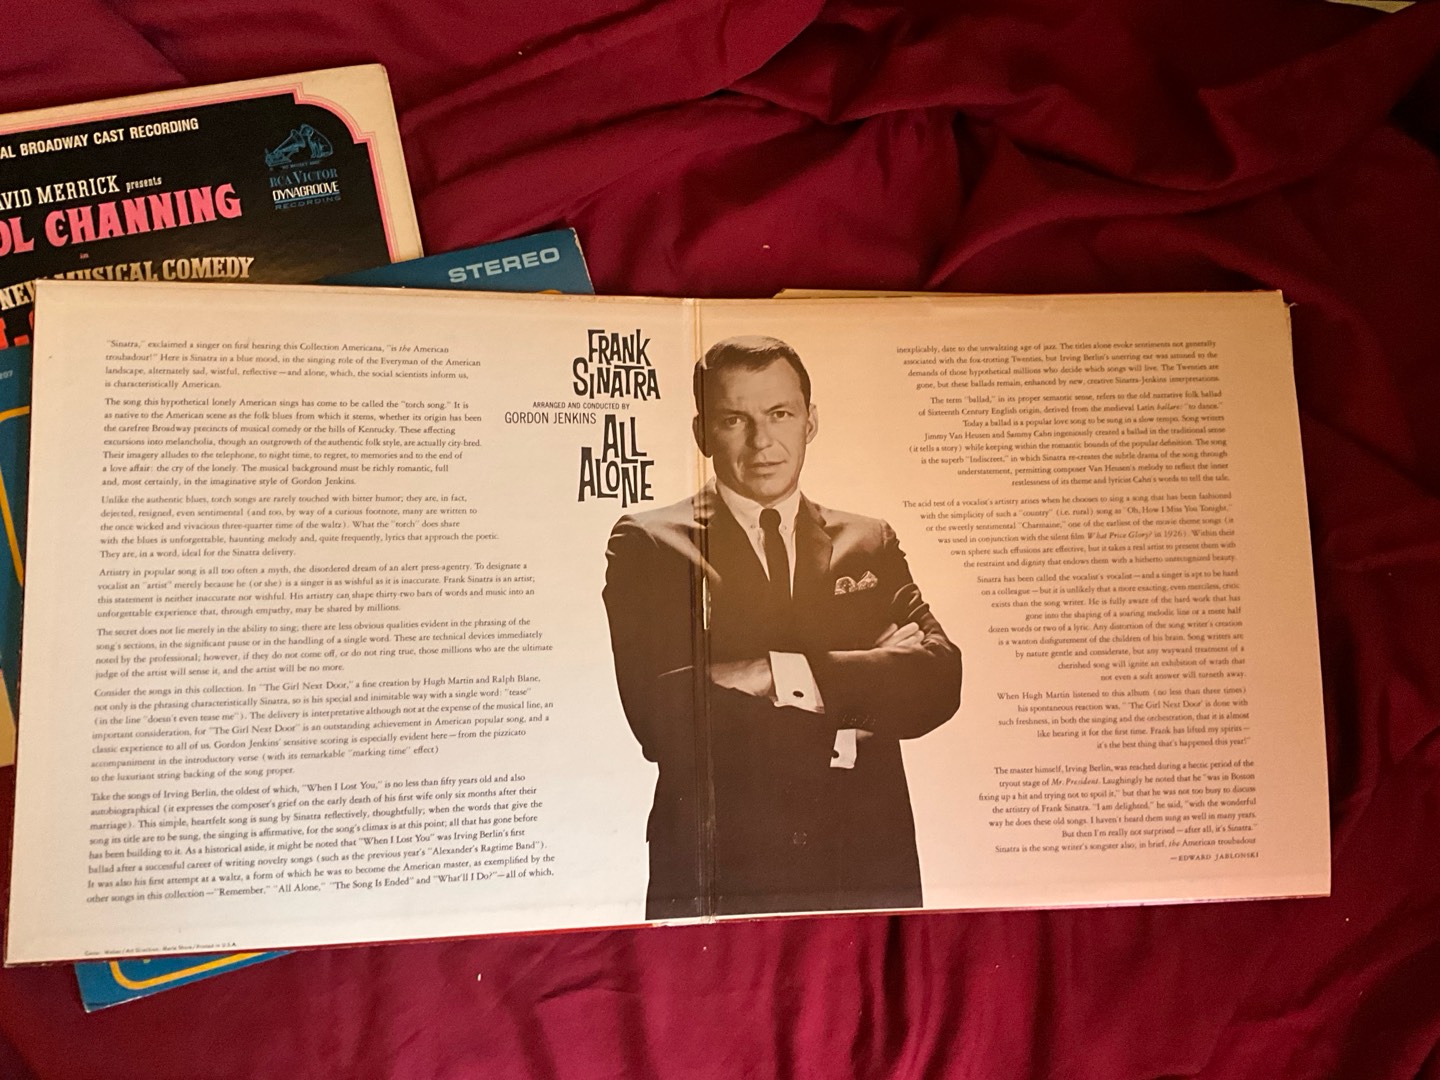 AL BROADWAY CAST RECORDING
AVID MERRICK presents
OL CHANNING
in
NEW MUSICAL COMEDY
RCA VICTOR
DYNAGROOVE
RECORDING
STEREO
"Sinatra," exclaimed a singer on first hearing this Collection Americana, "is the American
troubadour!" Here is Sinatra in a blue mood, in the singing role of the Everyman of the American
landscape, alternately sad, wistful, reflective—and alone, which, the social scientists inform us,
is characteristically American.
The song this hypothetical lonely American sings has come to be called the "torch song." It is
as native to the American scene as the folk blues from which it stems, whether its origin has been
the carefree Broadway precincts of musical comedy or the hills of Kentucky. These affecting
excursions into melancholia, though an outgrowth of the authentic folk style, are actually city-bred.
Their imagery alludes to the telephone, to night time, to regret, to memories and to the end of
a love affair: the cry of the lonely. The musical background must be richly romantic, full
and, most certainly, in the imaginative style of Gordon Jenkins.
Unlike the authentic blues, torch songs are rarely touched with bitter humor; they are, in fact,
dejected, resigned, even sentimental (and too, by way of a curious footnote, many are written to
the once wicked and vivacious three-quarter time of the waltz). What the "torch" does share
with the blues is unforgettable, haunting melody and, quite frequently, lyrics that approach the poetic.
They are, in a word, ideal for the Sinatra delivery.
Artistry in popular song is all too often a myth, the disordered dream of an alert press-agentry. To designate a
vocalist an "artist" merely because he (or she) is a singer is as wishful as it is inaccurate. Frank Sinatra is an artist;
this statement is neither inaccurate nor wishful. His artistry can shape thirty-two bars of words and music into an
unforgettable experience that, through empathy, may be shared by millions.
The secret does not lie merely in the ability to sing; there are less obvious qualities evident in the phrasing of the
song's sections, in the significant pause or in the handling of a single word. These are technical devices immediately
noted by the professional; however, if they do not come off, or do not ring true, those millions who are the ultimate
judge of the artist will sense it, and the artist will be no more.
Consider the songs in this collection. In "The Girl Next Door," a fine creation by Hugh Martin and Ralph Blane,
not only is the phrasing characteristically Sinatra, so is his special and inimitable way with a single word: "tease"
(in the line "doesn't even tease me"). The delivery is interpretative although not at the expense of the musical line, an
important consideration, for "The Girl Next Door" is an outstanding achievement in American popular song, and a
classic experience to all of us. Gordon Jenkins' sensitive scoring is especially evident here—from the pizzicato
accompaniment in the introductory verse (with its remarkable "marking time" effect)
to the luxuriant string backing of the song proper.
Take the songs of Irving Berlin, the oldest of which, "When I Lost You," is no less than fifty years old and also
autobiographical (it expresses the composer's grief on the early death of his first wife only six months after their
marriage). This simple, heartfelt song is sung by Sinatra reflectively, thoughtfully; when the words that give the
song its title are to be sung, the singing is affirmative, for the song's climax is at this point; all that has gone before
has been building to it. As a historical aside, it might be noted that "When I Lost You" was Irving Berlin's first
ballad after a successful career of writing novelty songs (such as the previous year's "Alexander's Ragtime Band").
It was also his first attempt at a waltz, a form of which he was to become the American master, as exemplified by the
other songs in this collection—"Remember," "All Alone," "The Song Is Ended" and "What'll I Do?"—all of which,
FRANK
SINATRA
ARRANGED AND CONDUCTED BY
GORDON JENKINS
ALL
ALONE
inexplicably, date to the unwaltzing age of jazz. The titles alone evoke sentiments not generally
associated with the fox-trotting Twenties, but Irving Berlin's unerring ear was attuned to the
demands of those hypothetical millions who decide which songs will live. The Twenties are
gone, but these ballads remain, enhanced by new, creative Sinatra-Jenkins interpretations.
The term "ballad," in its proper semantic sense, refers to the old narrative folk ballad
of Sixteenth Century English origin, derived from the medieval Latin ballare: "to dance."
Today a ballad is a popular love song to be sung in a slow tempo. Song writers
Jimmy Van Heusen and Sammy Cahn ingeniously created a ballad in the traditional sense
(it tells a story) while keeping within the romantic bounds of the popular definition. The song
is the superb "Indiscreet," in which Sinatra re-creates the subtle drama of the song through
understatement, permitting composer Van Heusen's melody to reflect the inner
restlessness of its theme and lyricist Cahn's words to tell the tale.
The acid test of a vocalist's artistry arises when he chooses to sing a song that has been fashioned
with the simplicity of such a "country" (i.e. rural) song as "Oh, How I Miss You Tonight,"
or the sweetly sentimental "Charmaine," one of the earliest of the movie theme songs (it
was used in conjunction with the silent film What Price Glory? in 1926). Within their
own sphere such effusions are effective, but it takes a real artist to present them with
the restraint and dignity that endows them with a hitherto unrecognized beauty.
Sinatra has been called the vocalist's vocalist—and a singer is apt to be hard
on a colleague—but it is unlikely that a more exacting, even merciless, critic
exists than the song writer. He is fully aware of the hard work that has
gone into the shaping of a soaring melodic line or a mere half
dozen words or two of a lyric. Any distortion of the song writer's creation
is a wanton disfigurement of the children of his brain. Song writers are
by nature gentle and considerate, but any wayward treatment of a
cherished song will ignite an exhibition of wrath that
not even a soft answer will turneth away.
When Hugh Martin listened to this album (no less than three times)
his spontaneous reaction was, "'The Girl Next Door' is done with
such freshness, in both the singing and the orchestration, that it is almost
like hearing it for the first time. Frank has lifted my spirits—
it's the best thing that's happened this year!"
The master himself, Irving Berlin, was reached during a hectic period of the
tryout stage of Mr. President. Laughingly he noted that he "was in Boston
fixing up a hit and trying not to spoil it," but that he was not too busy to discuss
the artistry of Frank Sinatra. "I am delighted," he said, "with the wonderful
way he does these old songs. I haven't heard them sung as well in many years.
But then I'm really not surprised—after all, it's Sinatra."
Sinatra is the song writer's songster also, in brief, the American troubadour
—EDWARD JABLONSKI